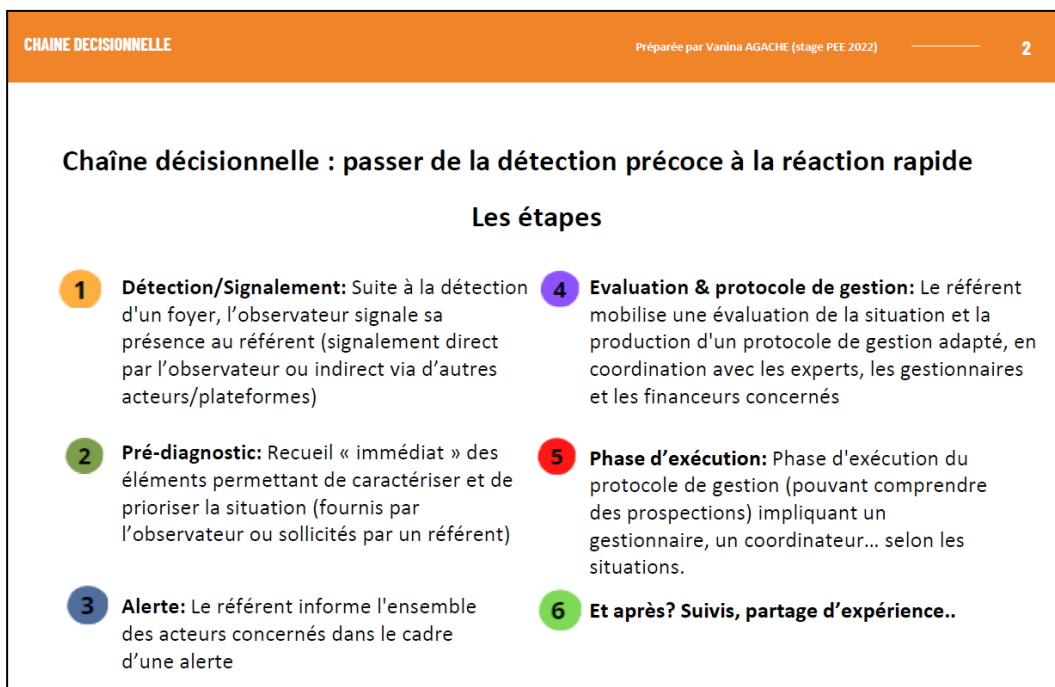 CHAINE DECISIONNELLE
Préparée par Vanina AGACHE (stage PEE 2022)
2
Chaîne décisionnelle : passer de la détection précoce à la réaction rapide
Les étapes
1
Détection/Signalement: Suite à la détection
d'un foyer, l’observateur signale sa
présence au référent (signalement direct
par l’observateur ou indirect via d’autres
acteurs/plateformes)
2
Pré-diagnostic: Recueil « immédiat » des
éléments permettant de caractériser et de
prioriser la situation (fournis par
l’observateur ou sollicités par un référent)
3
Alerte: Le référent informe l'ensemble
des acteurs concernés dans le cadre
d’une alerte
4
Evaluation & protocole de gestion: Le référent
mobilise une évaluation de la situation et la
production d'un protocole de gestion adapté, en
coordination avec les experts, les gestionnaires
et les financeurs concernés
5
Phase d’exécution: Phase d'exécution du
protocole de gestion (pouvant comprendre
des prospections) impliquant un
gestionnaire, un coordinateur... selon les
situations.
6
Et après? Suivis, partage d’expérience..